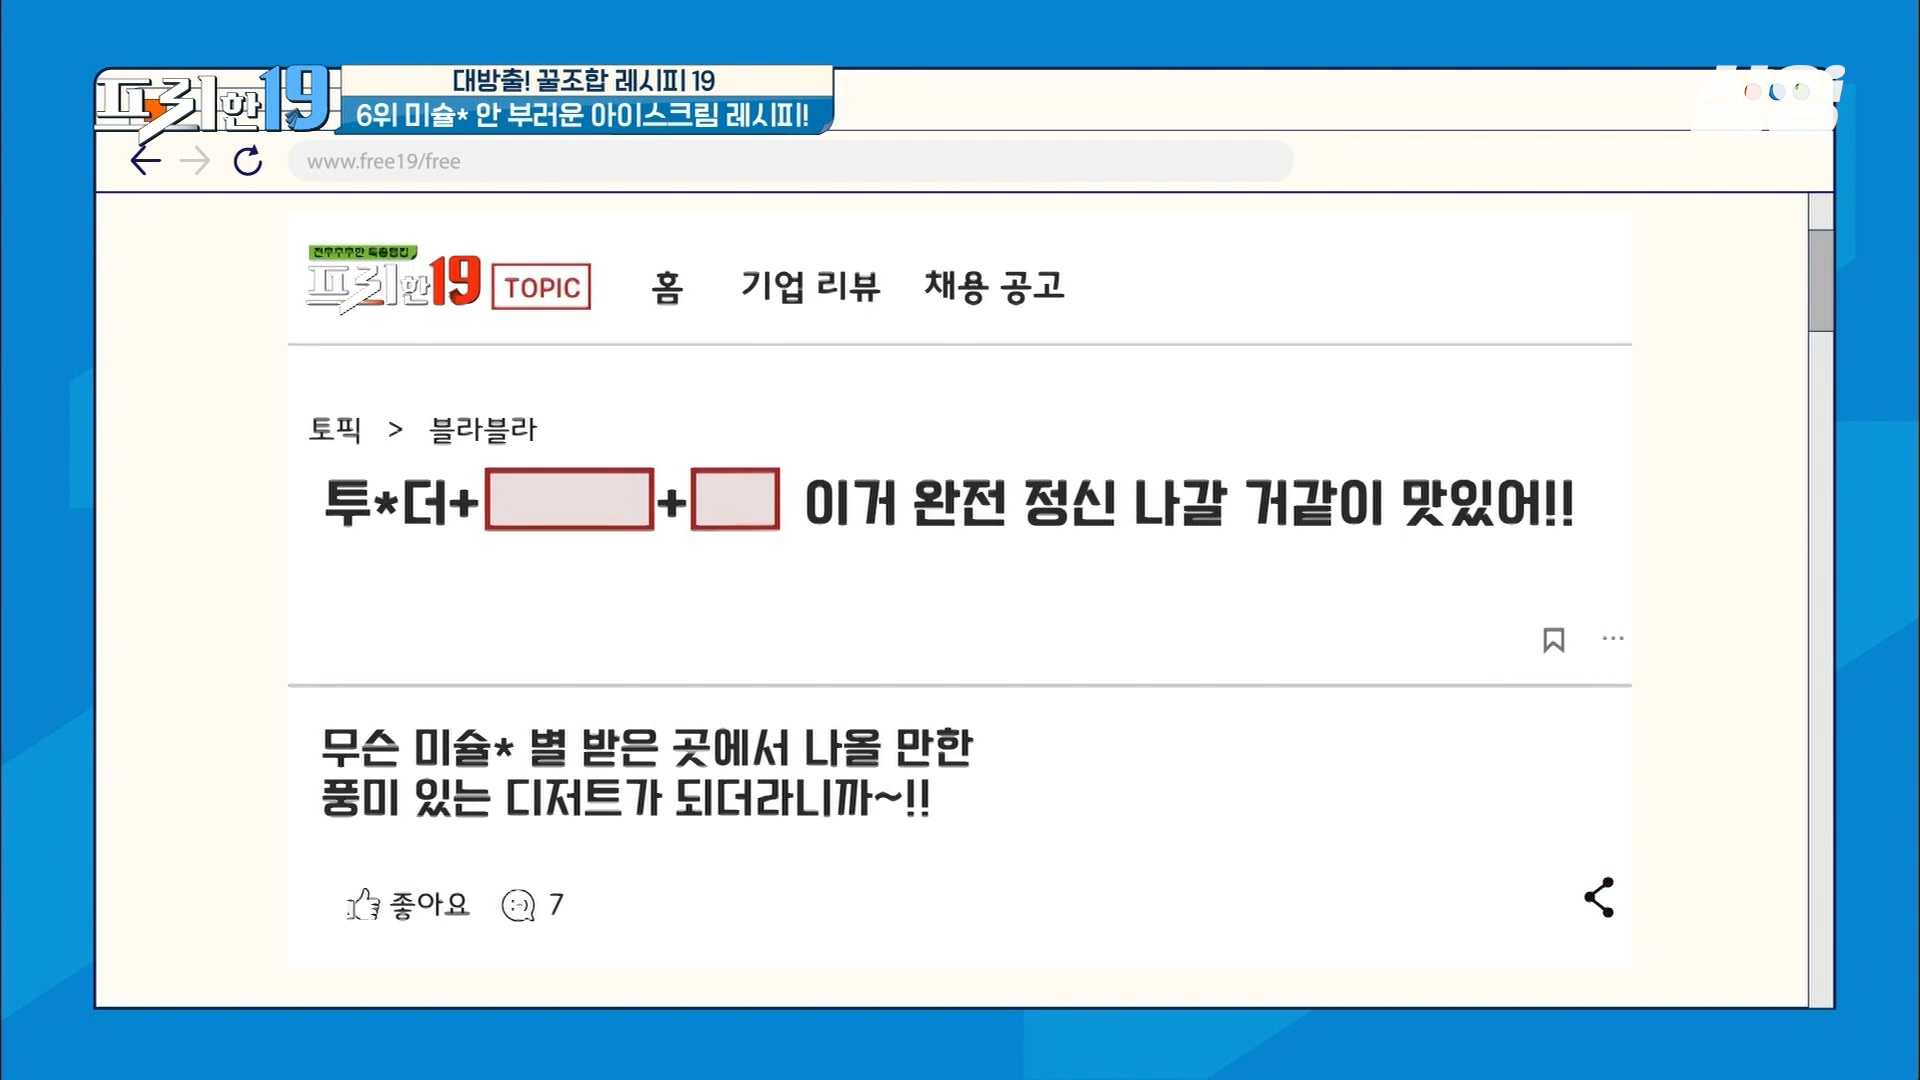 프리한19
대방출! 꿀조합 레시피 19
6위 미슐* 안 부러운 아이스크림 레시피!
www.free19/free
프리한19 TOPIC 홈 기업 리뷰 채용 공고
토픽 > 블라블라
투*더+ + 이거 완전 정신 나갈 거같이 맛있어!!
무슨 미슐* 별 받은 곳에서 나올 만한
풍미 있는 디저트가 되더라니까~!!
좋아요 7